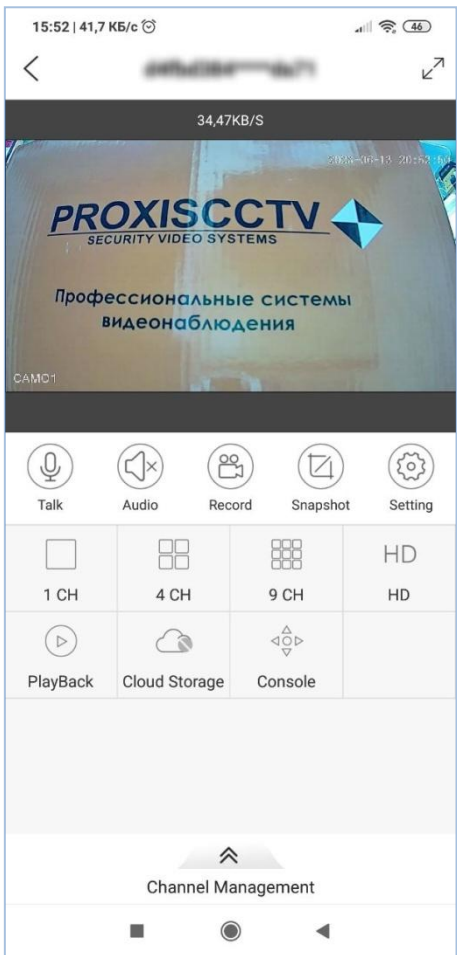 15:52 | 41,7 КБ/с
46
34,47KB/S
PROXISCCTV
SECURITY VIDEO SYSTEMS
Профессиональные системы
видеонаблюдения
CAM01
Talk
Audio
Record
Snapshot
Setting
HD
1 CH
4 CH
9 CH
HD
PlayBack
Cloud Storage
Console
Channel Management